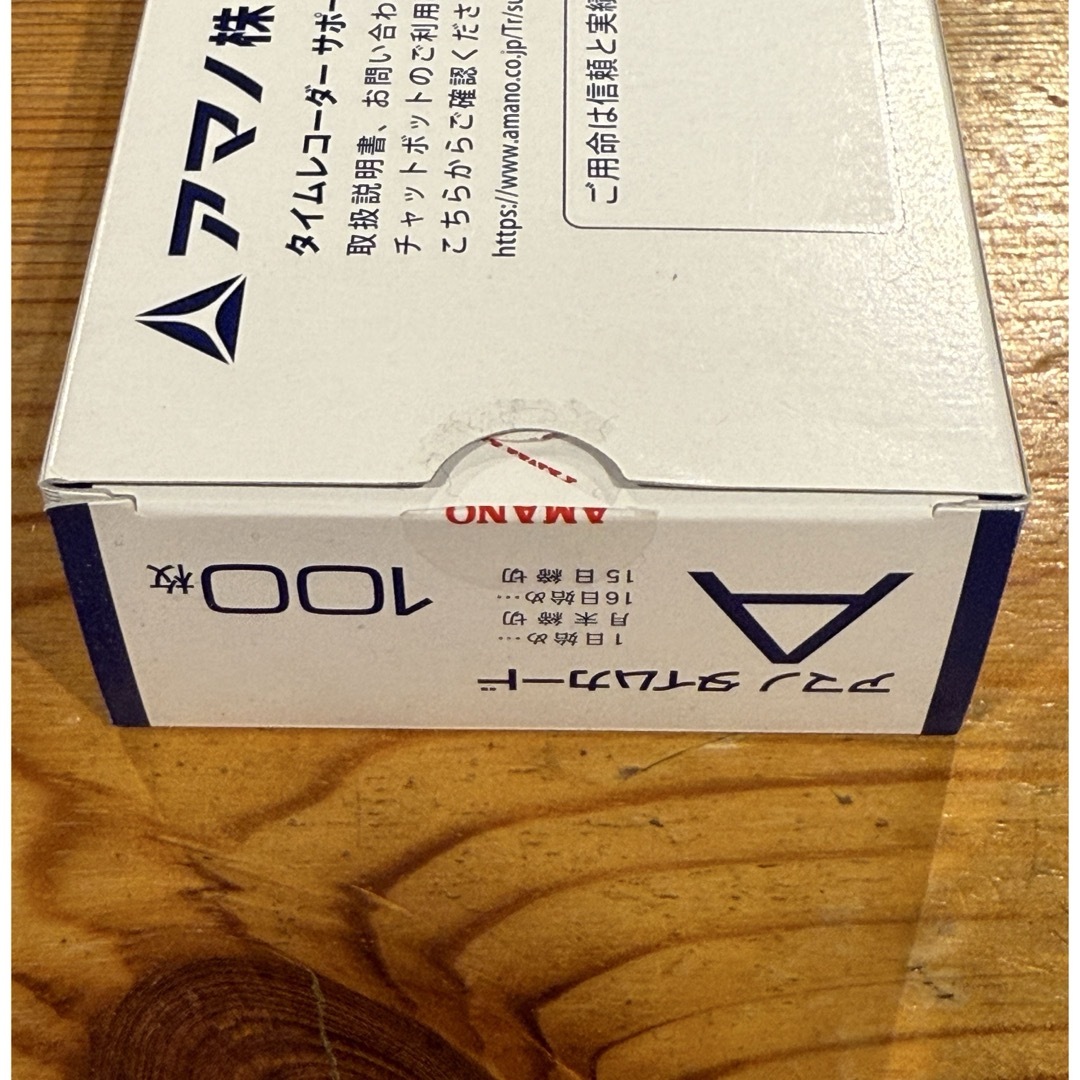 アマノ株
タイムレコーダー サポー
取扱説明書、お問い合わ
チャットボットのご利用
こちらからご確認くださ
https://www.amano.co.jp/Tr/su
ご用命は信頼と実績
AMANO
アマノ タイムカード
A
1日始め…
月末締切
16日始め…
15日締切
100枚